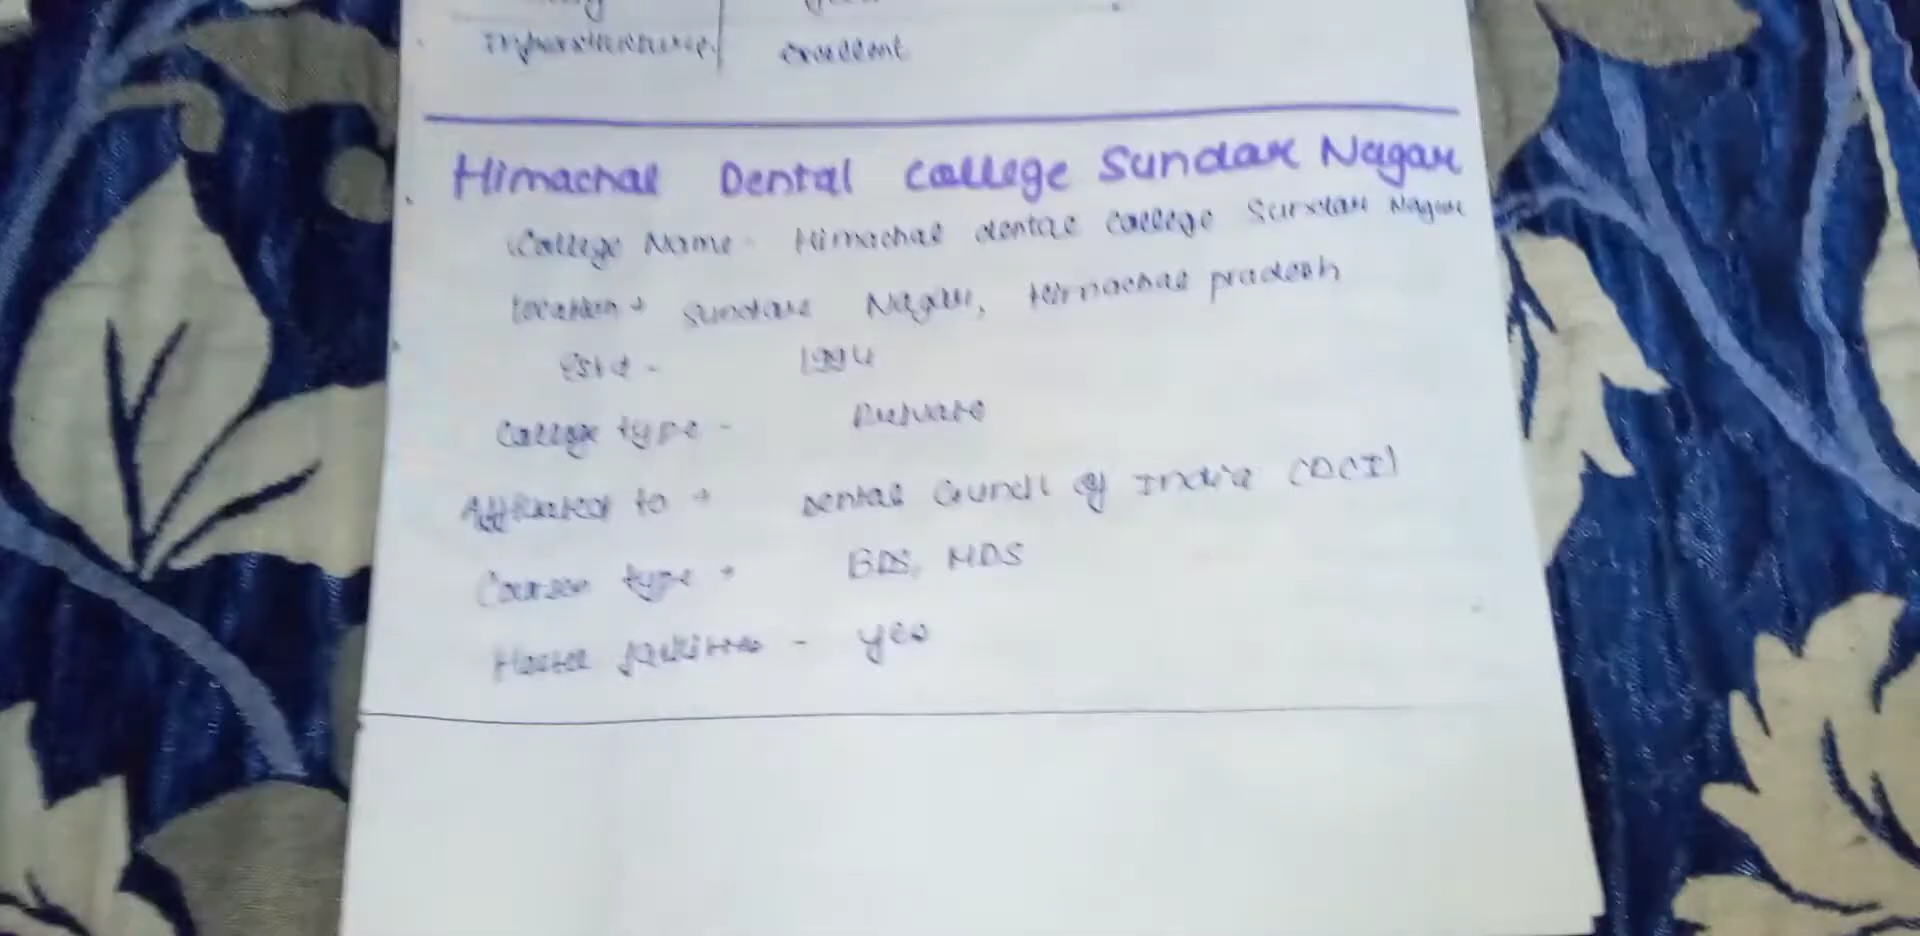 Infrastructure excellent
Himachal Dental College Sundar Nagar
College Name - Himachal dental College Sundar Nagar
Location → Sundar Nagar, Himachal pradesh
Estd - 1994
College type - Private
Affiliated to → Dental Council of India (DCI)
Courses type → BDS, MDS
Hostel facilities - yes